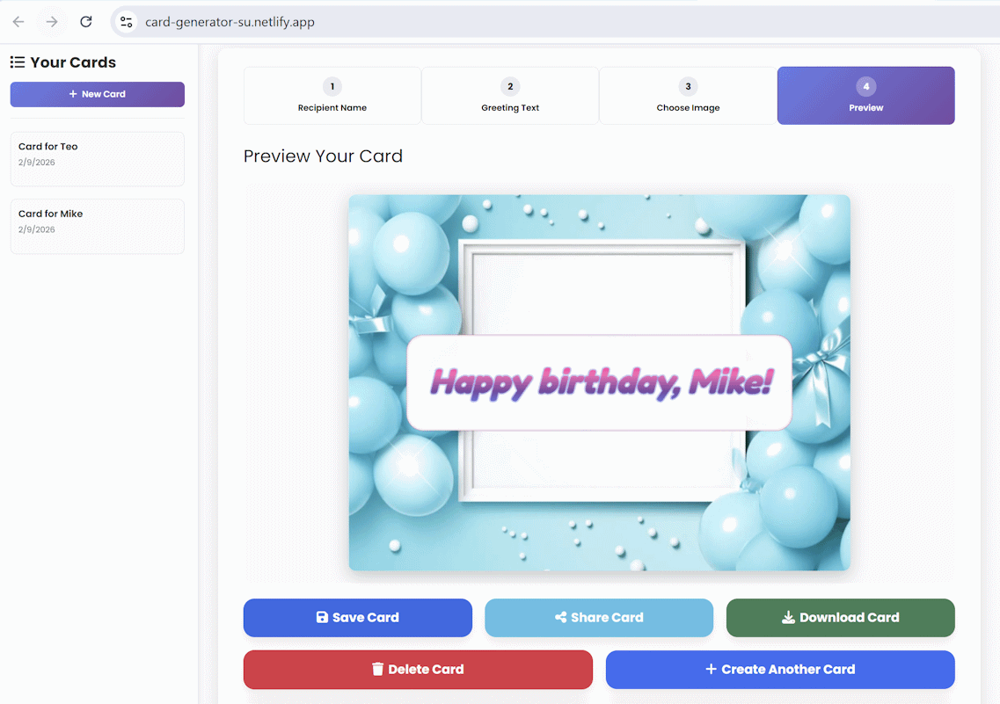 card-generator-su.netlify.app
Your Cards
+ New Card
Card for Teo
2/9/2026
Card for Mike
2/9/2026
1
Recipient Name
2
Greeting Text
3
Choose Image
4
Preview
Preview Your Card
Happy birthday, Mike!
Save Card
Share Card
Download Card
Delete Card
+ Create Another Card